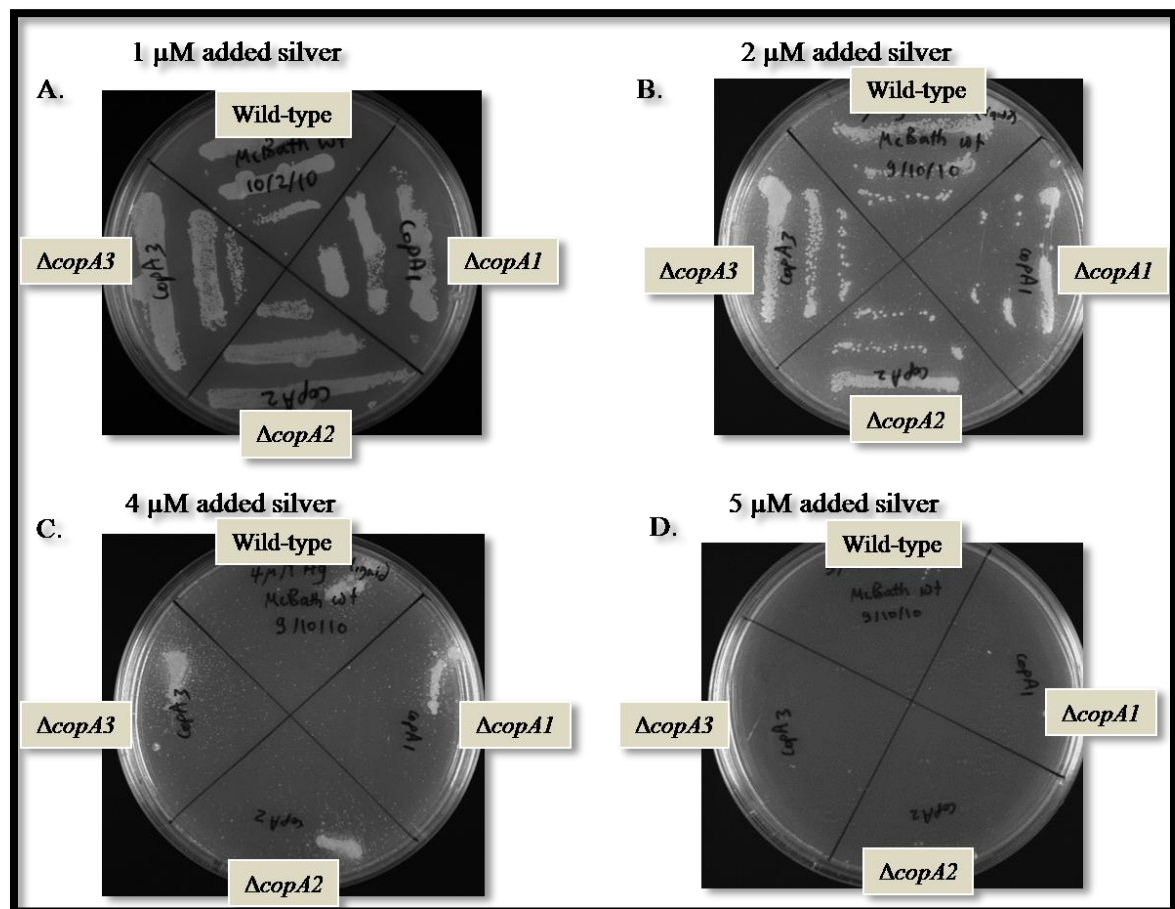 1 µM added silver
A.
Wild-type
McBath wt
10/2/10
ΔcopA3
CopA3
CopA1
ΔcopA1
CopA2
ΔcopA2
2 µM added silver
B.
Wild-type
McBath wt
9/10/10
ΔcopA3
CopA3
CopA1
ΔcopA1
CopA2
ΔcopA2
4 µM added silver
C.
Wild-type
McBath wt
9/10/10
ΔcopA3
CopA3
CopA1
ΔcopA1
CopA2
ΔcopA2
5 µM added silver
D.
Wild-type
McBath wt
9/10/10
ΔcopA3
CopA3
CopA1
ΔcopA1
CopA2
ΔcopA2